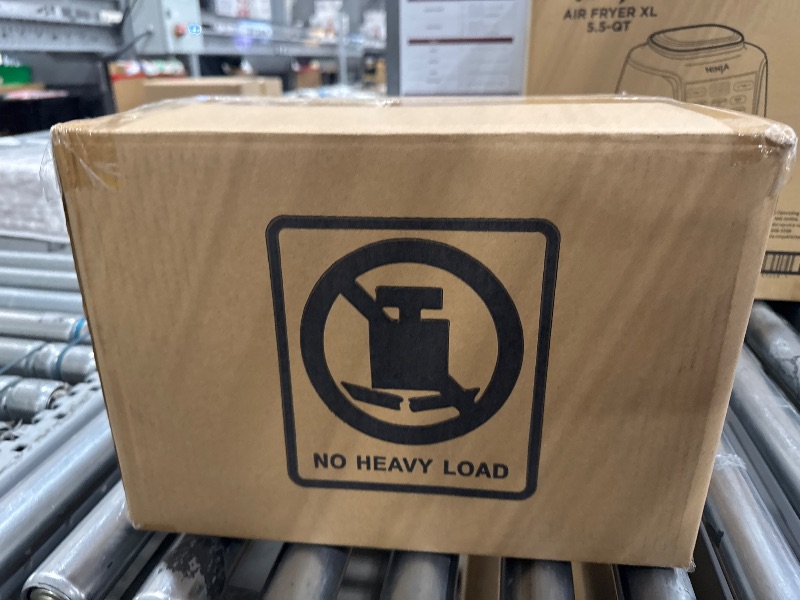 AIR FRYER XL
5.5-QT
NINJA
NO HEAVY LOAD